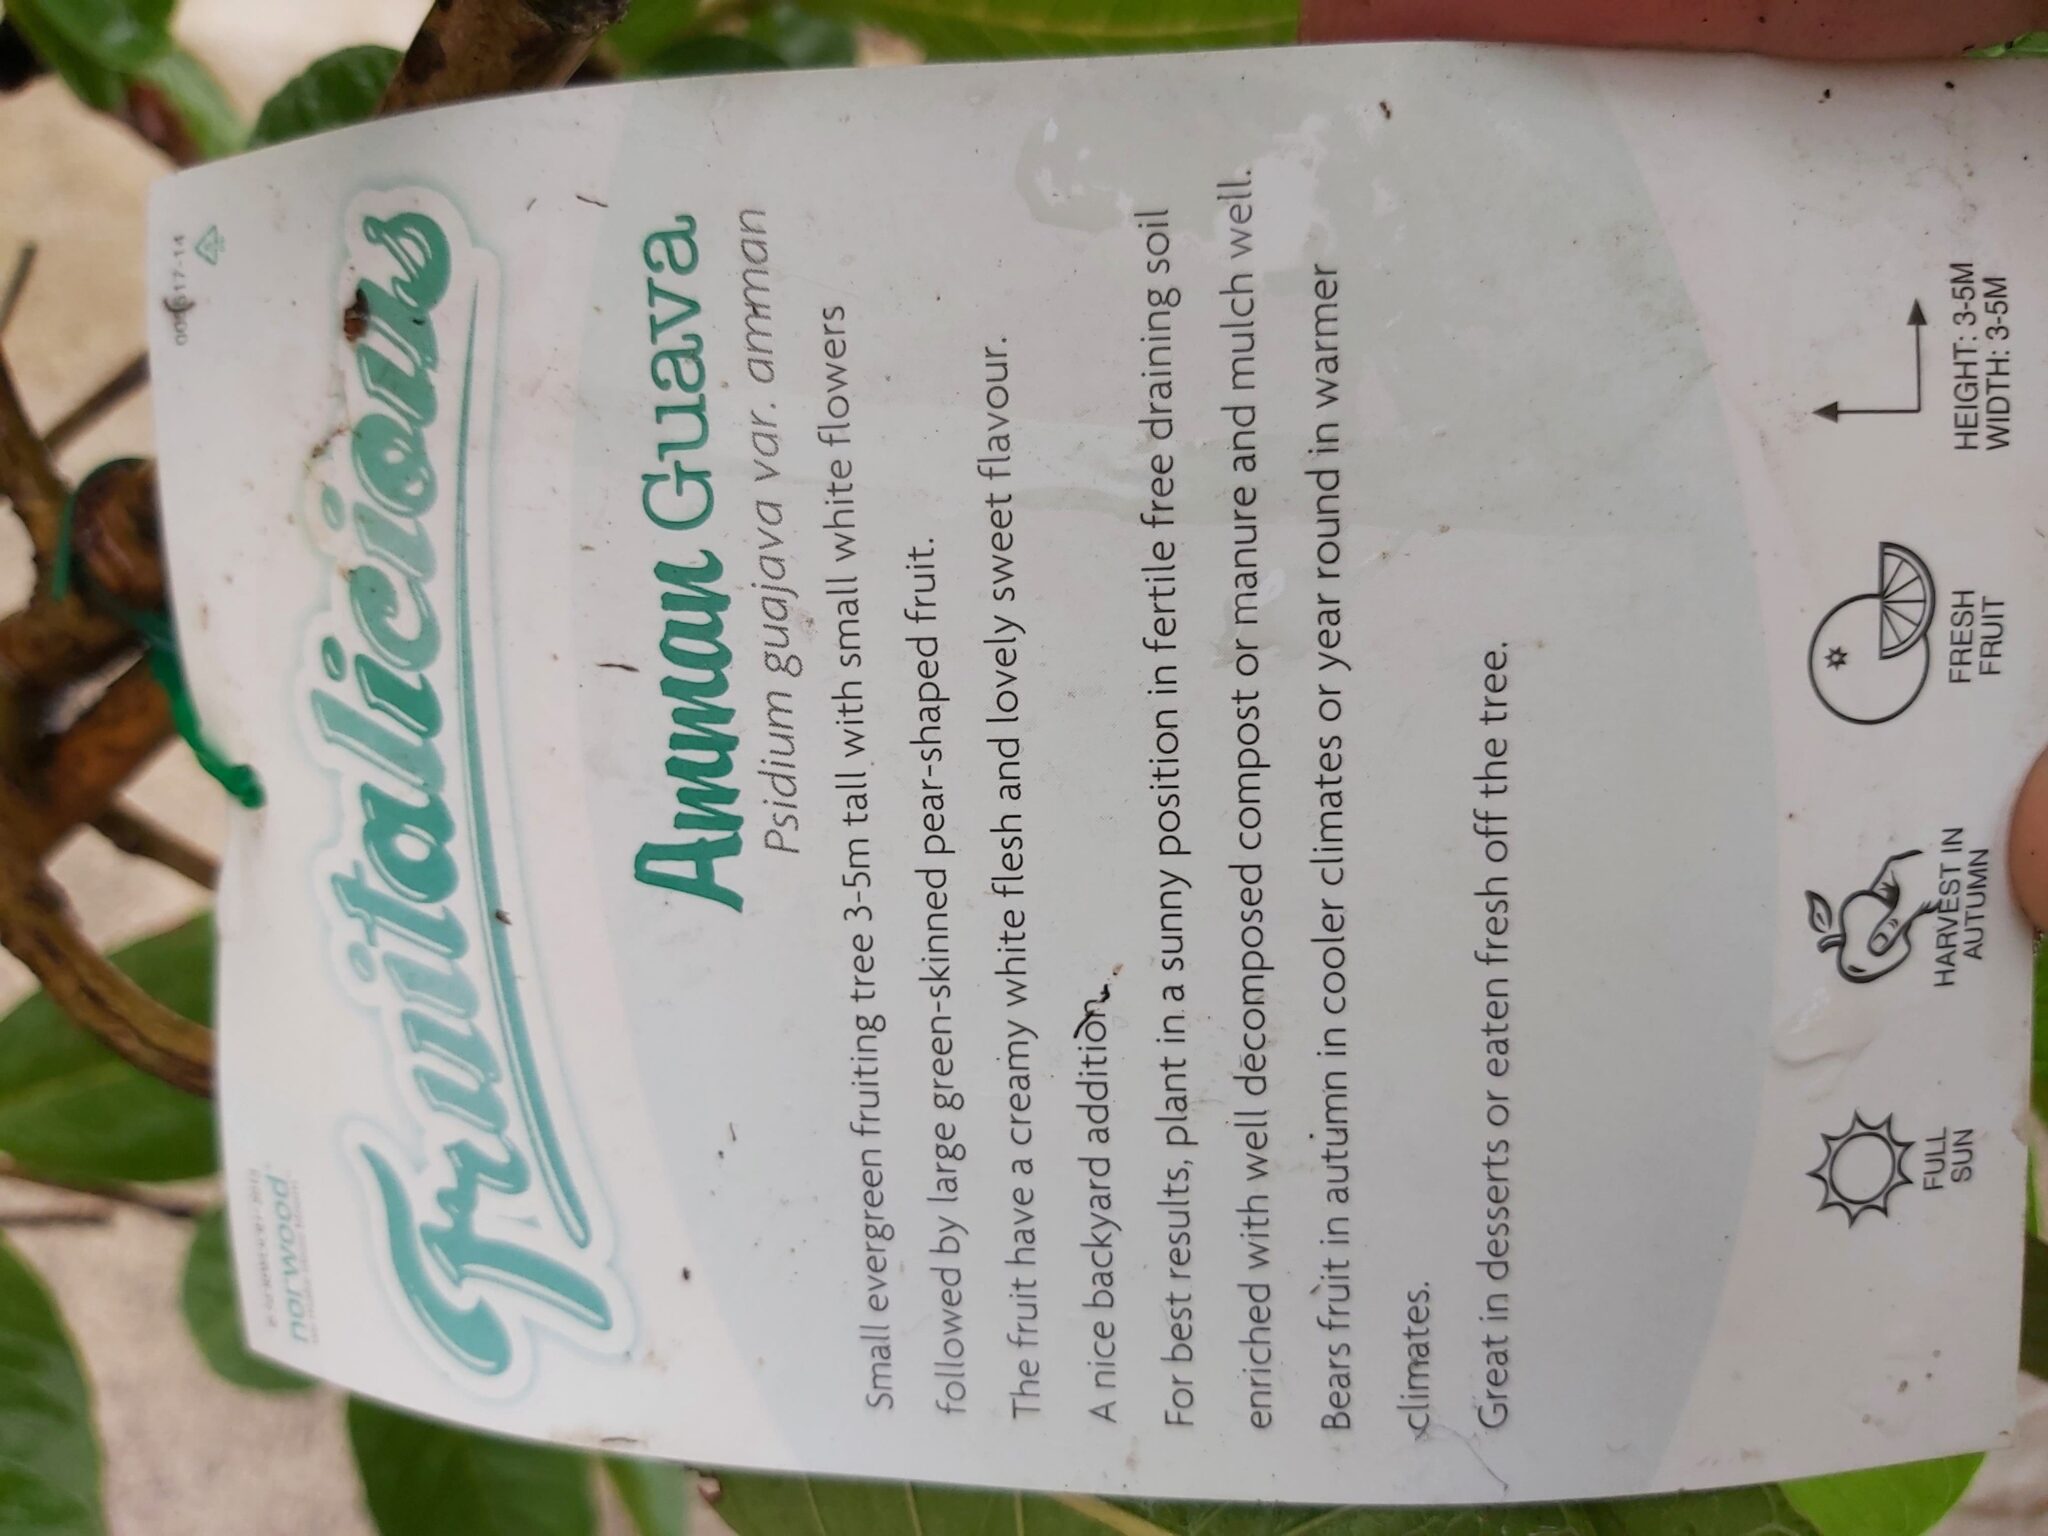 norwood
Fruitalicious
Amman Guava
Psidium guajava var. amman
Small evergreen fruiting tree 3-5m tall with small white flowers
followed by large green-skinned pear-shaped fruit.
The fruit have a creamy white flesh and lovely sweet flavour.
A nice backyard addition.
For best results, plant in a sunny position in fertile free draining soil
enriched with well decomposed compost or manure and mulch well.
Bears fruit in autumn in cooler climates or year round in warmer
climates.
Great in desserts or eaten fresh off the tree.
FULL
SUN
HARVEST IN
AUTUMN
FRESH
FRUIT
HEIGHT: 3-5M
WIDTH: 3-5M